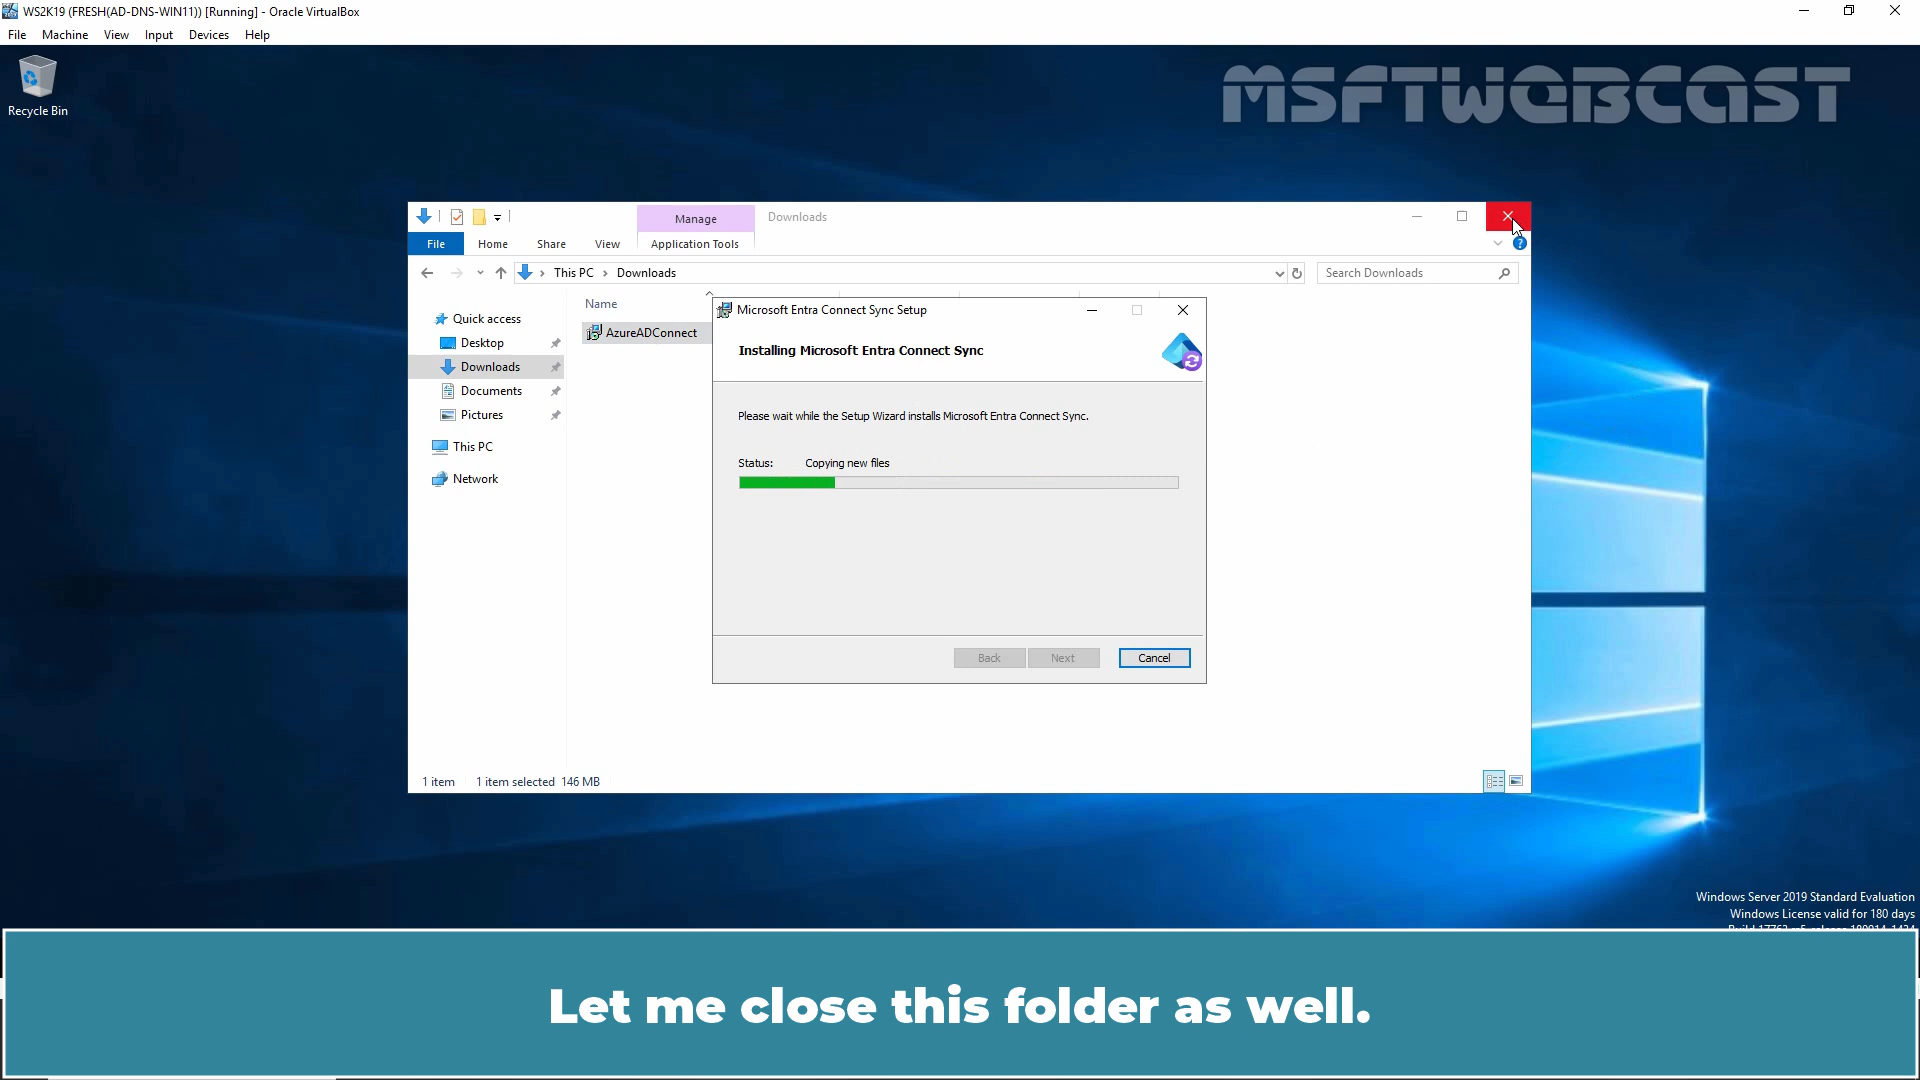 WS2K19 (FRESH(AD-DNS-WIN11)) [Running] - Oracle VirtualBox
File Machine View Input Devices Help
Recycle Bin
MSFTWEBCAST
Manage Downloads
File Home Share View Application Tools
This PC Downloads Search Downloads
Name
Quick access
Desktop
Downloads
Documents
Pictures
This PC
Network
AzureADConnect
Microsoft Entra Connect Sync Setup
Installing Microsoft Entra Connect Sync
Please wait while the Setup Wizard installs Microsoft Entra Connect Sync.
Status: Copying new files
Back Next Cancel
1 item 1 item selected 146 MB
Windows Server 2019 Standard Evaluation
Windows License valid for 180 days
Let me close this folder as well.